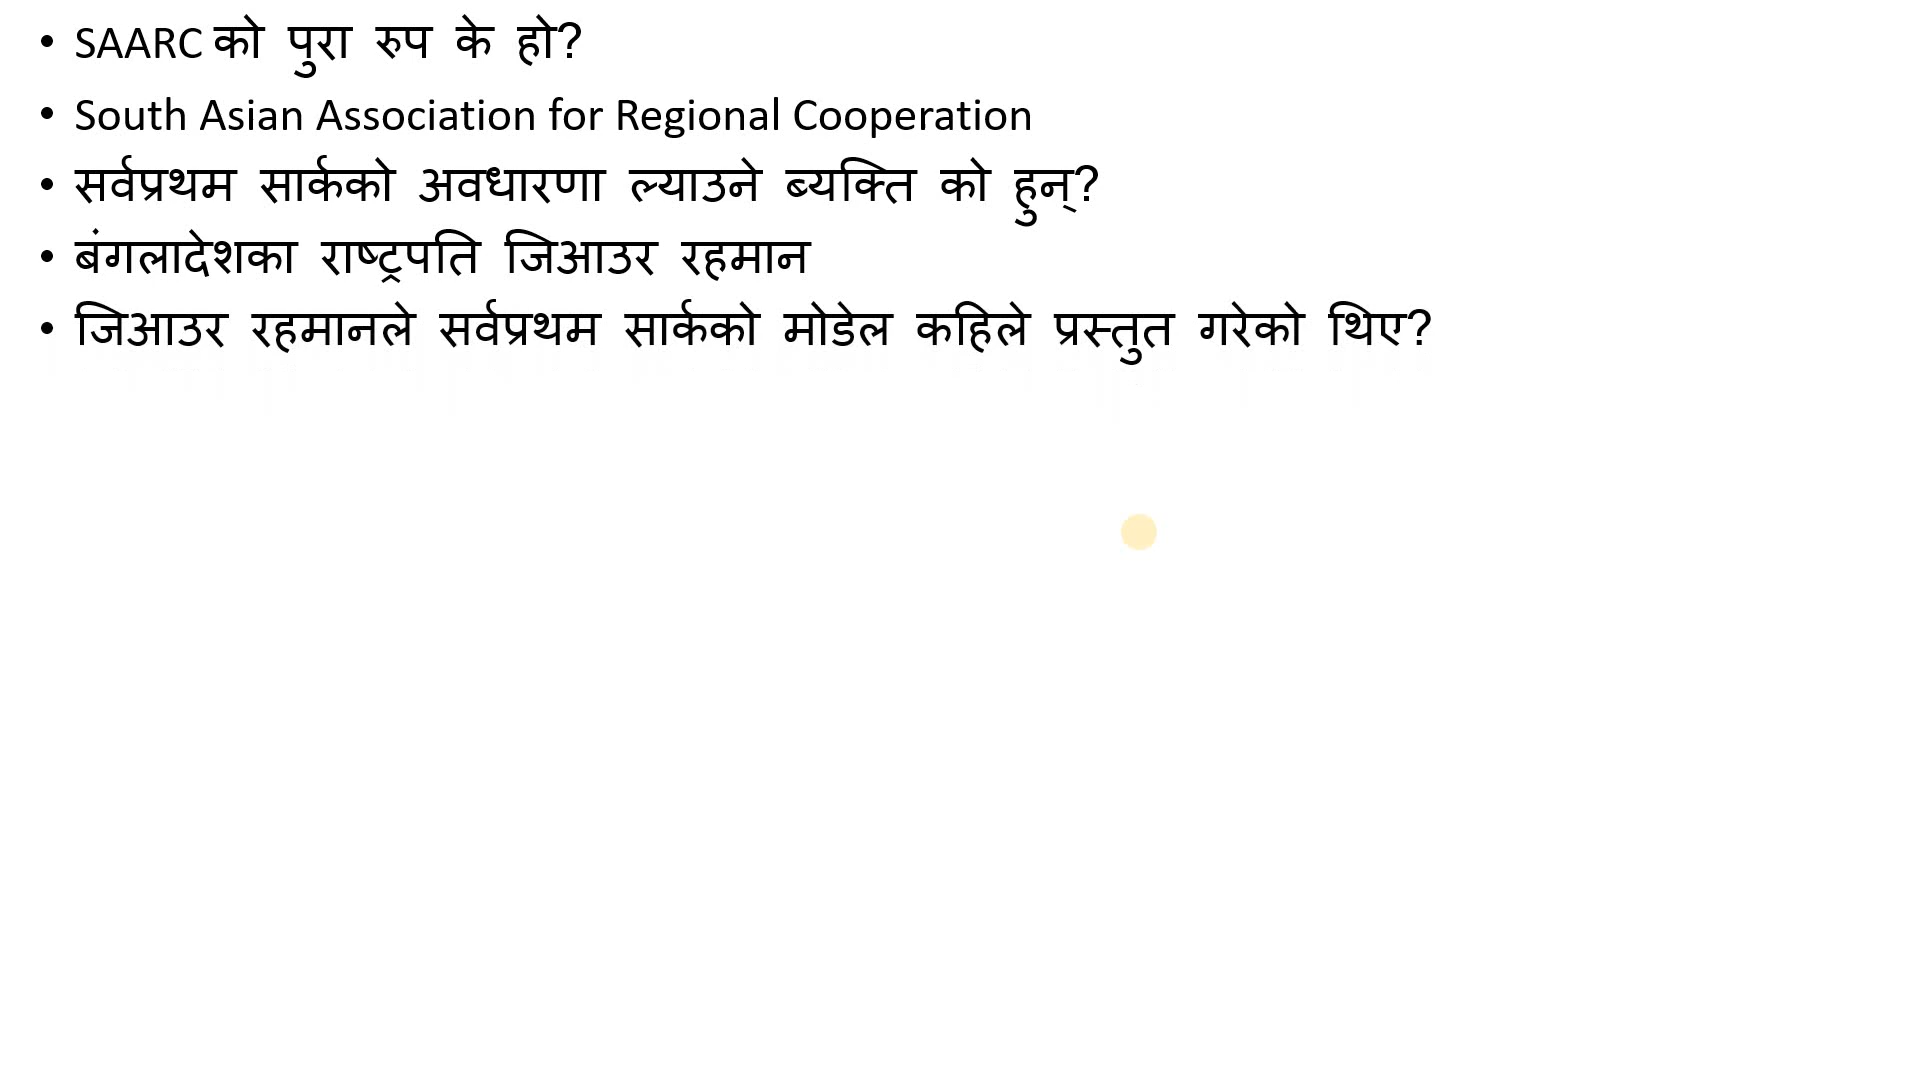 • SAARC को पुरा रुप के हो?
• South Asian Association for Regional Cooperation
• सर्वप्रथम सार्कको अवधारणा ल्याउने ब्यक्ति को हुन्?
• बंगलादेशका राष्ट्रपति जिआउर रहमान
• जिआउर रहमानले सर्वप्रथम सार्कको मोडेल कहिले प्रस्तुत गरेको थिए?